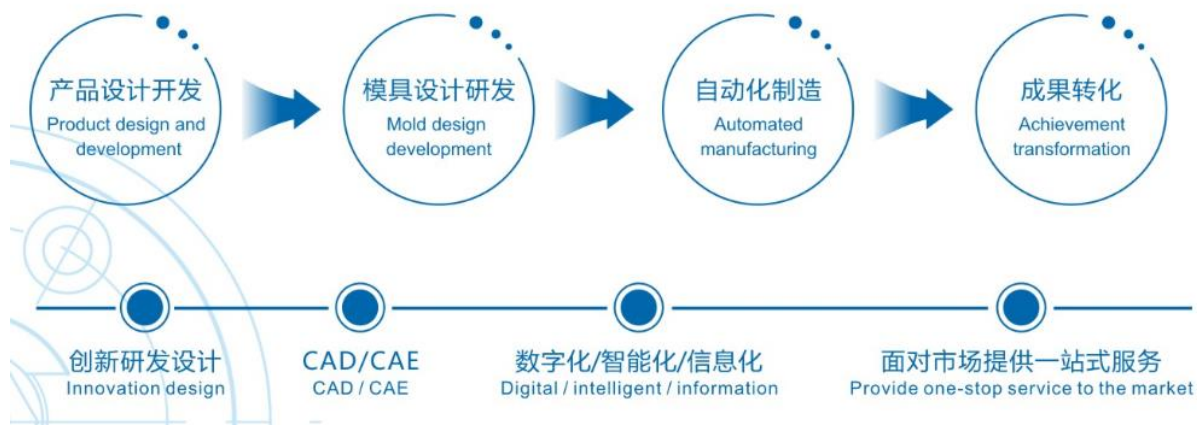 产品设计开发
Product design and
development
模具设计研发
Mold design
development
自动化制造
Automated
manufacturing
成果转化
Achievement
transformation
创新研发设计
Innovation design
CAD/CAE
CAD / CAE
数字化/智能化/信息化
Digital / intelligent / information
面对市场提供一站式服务
Provide one-stop service to the market